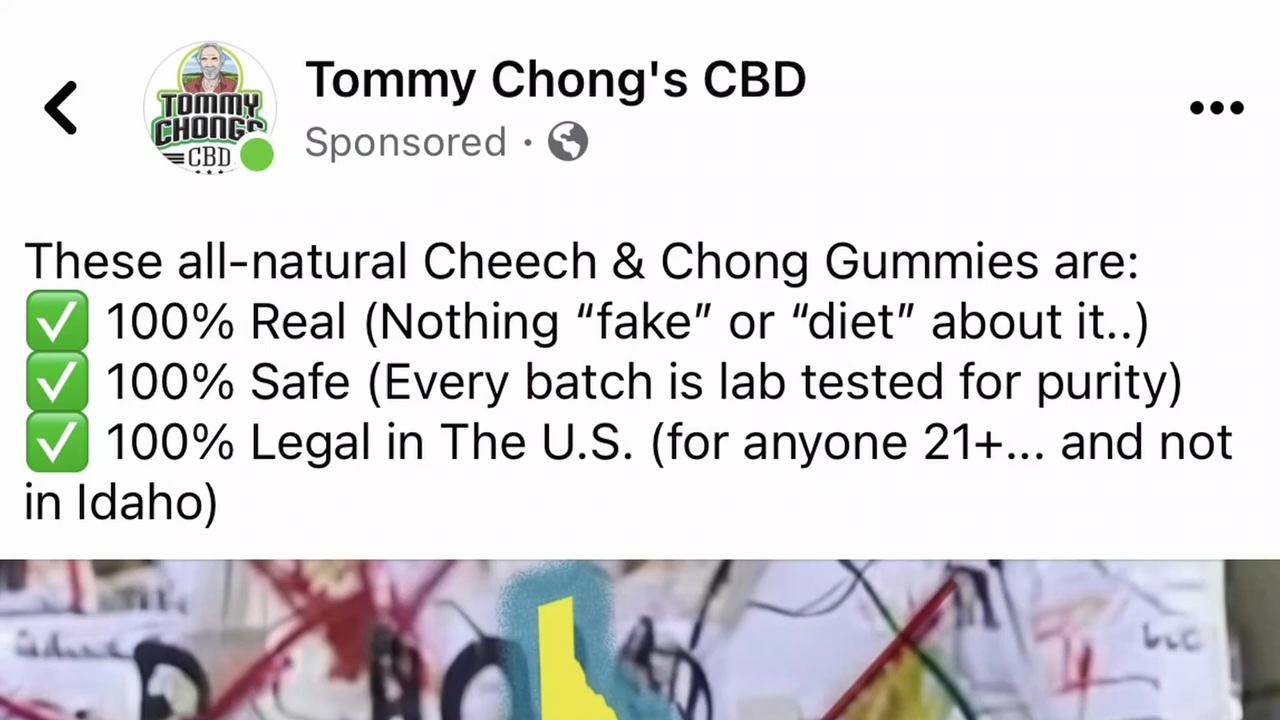 Tommy Chong's CBD
Sponsored ·
TOMMY
CHONG'S
CBD
These all-natural Cheech & Chong Gummies are:
✅ 100% Real (Nothing “fake” or “diet” about it..)
✅ 100% Safe (Every batch is lab tested for purity)
✅ 100% Legal in The U.S. (for anyone 21+... and not
in Idaho)